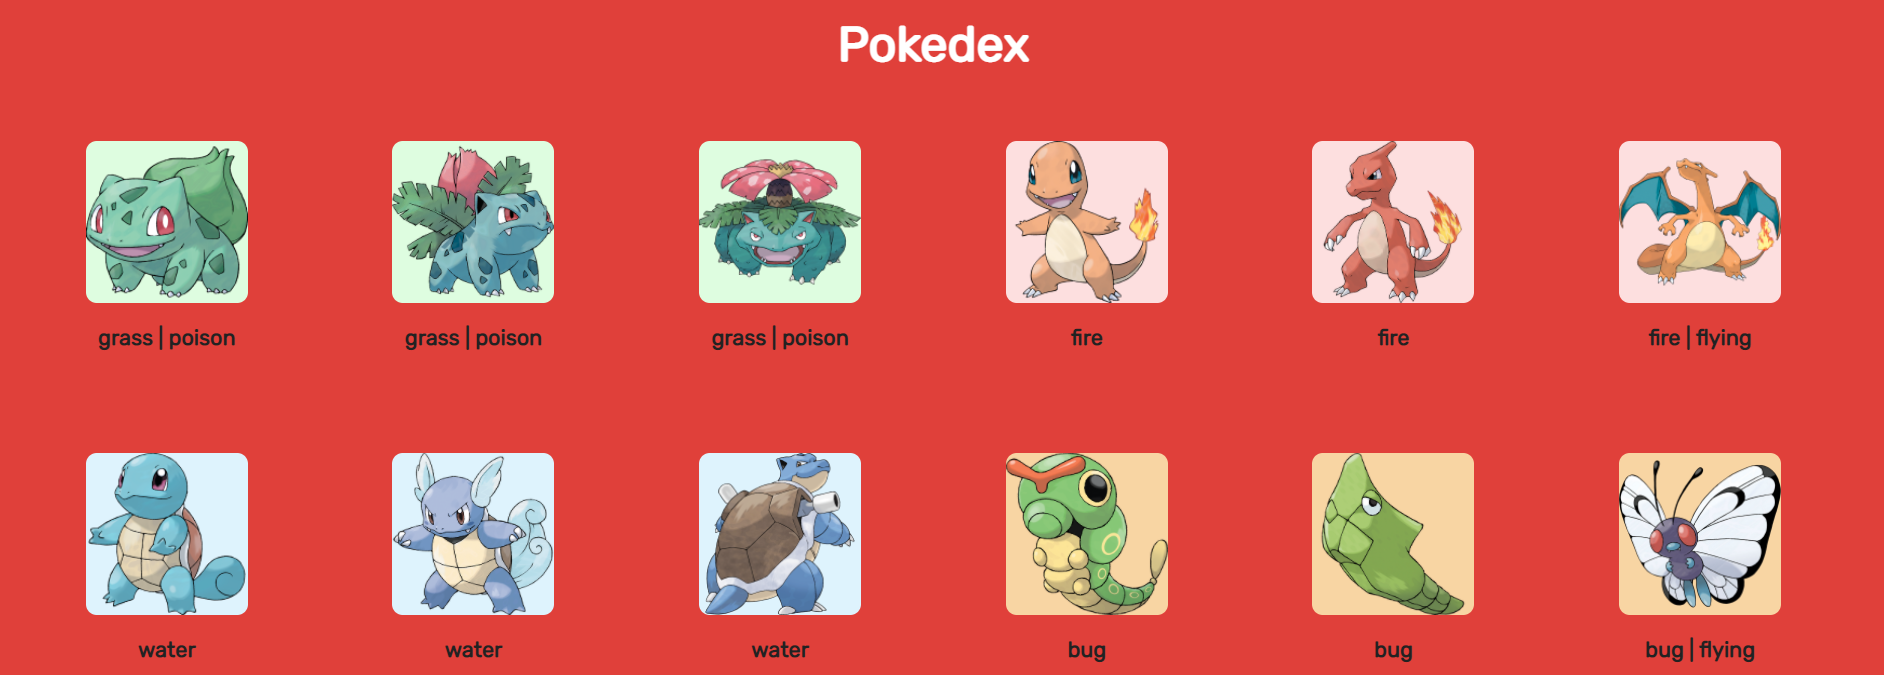 Pokedex
grass | poison
grass | poison
grass | poison
fire
fire
fire | flying
water
water
water
bug
bug
bug | flying